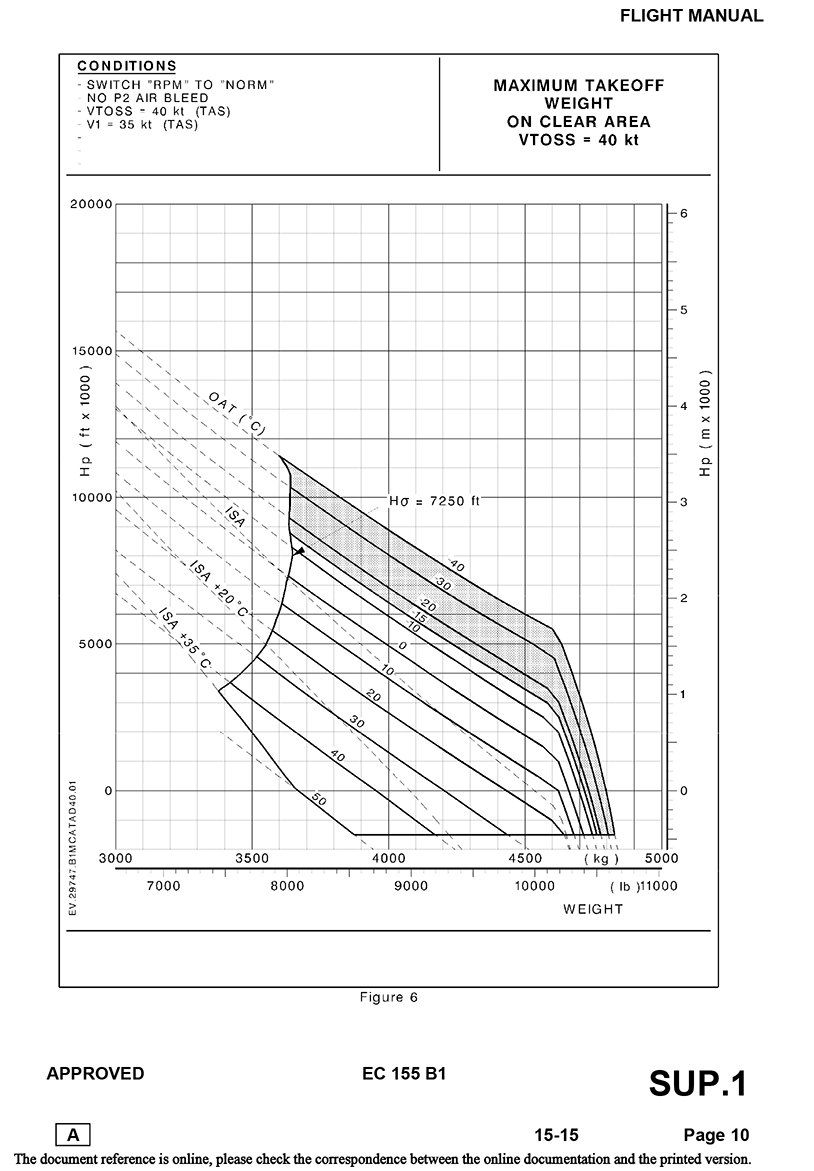 FLIGHT MANUAL
CONDITIONS
- SWITCH "RPM" TO "NORM"
- NO P2 AIR BLEED
- VTOSS = 40 kt (TAS)
- V1 = 35 kt (TAS)
-
-
-
MAXIMUM TAKEOFF
WEIGHT
ON CLEAR AREA
VTOSS = 40 kt
20000
15000
10000
5000
0
Hp ( ft x 1000 )
6
5
4
3
2
1
0
Hp ( m x 1000 )
OAT (°C)
Hσ = 7250 ft
ISA
ISA +20°C
ISA +35°C
-40
-30
-20
-15
-10
0
10
20
30
40
50
3000 3500 4000 4500 ( kg ) 5000
7000 8000 9000 10000 ( lb ) 11000
WEIGHT
EV.29747.B1MCATAD40.01
Figure 6
APPROVED EC 155 B1 SUP.1
A 15-15 Page 10
The document reference is online, please check the correspondence between the online documentation and the printed version.